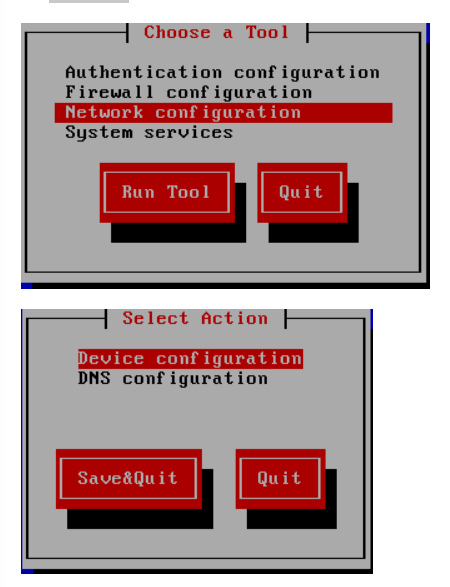 Choose a Tool
Authentication configuration
Firewall configuration
Network configuration
System services
Run Tool Quit
Select Action
Device configuration
DNS configuration
Save&Quit Quit